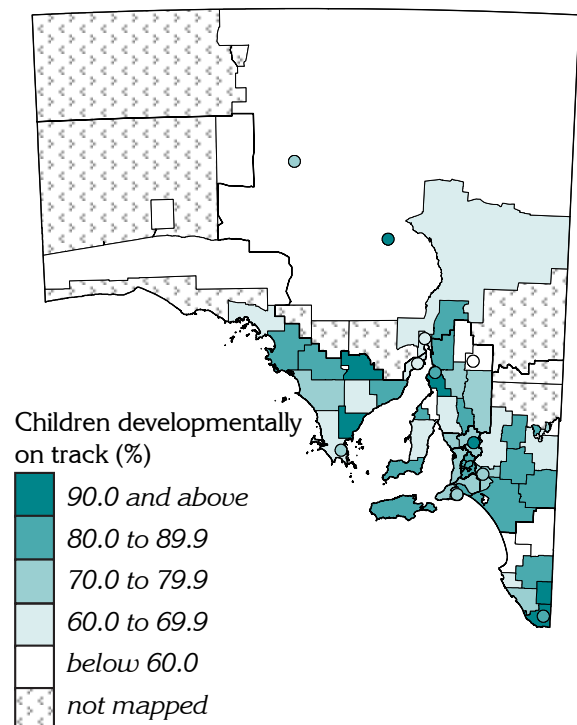 Children developmentally
on track (%)
90.0 and above
80.0 to 89.9
70.0 to 79.9
60.0 to 69.9
below 60.0
not mapped